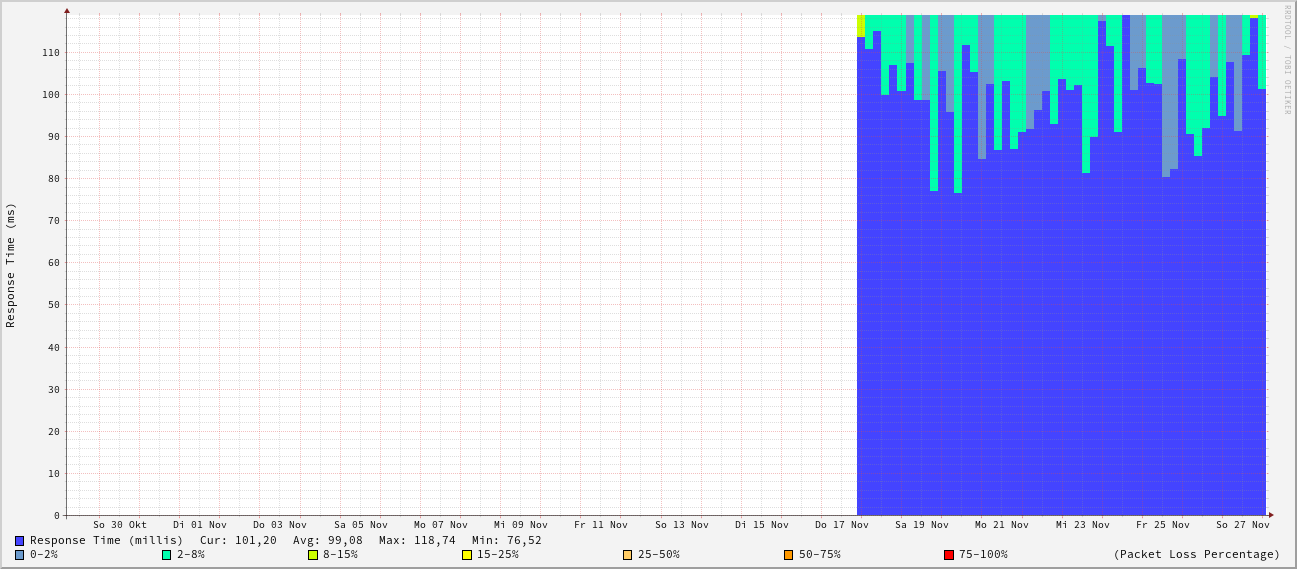 RRDTOOL / TOBI OETIKER
Response Time (ms)
110
100
90
80
70
60
50
40
30
20
10
0
So 30 Okt Di 01 Nov Do 03 Nov Sa 05 Nov Mo 07 Nov Mi 09 Nov Fr 11 Nov So 13 Nov Di 15 Nov Do 17 Nov Sa 19 Nov Mo 21 Nov Mi 23 Nov Fr 25 Nov So 27 Nov
Response Time (millis) Cur: 101,20 Avg: 99,08 Max: 118,74 Min: 76,52
0-2% 2-8% 8-15% 15-25% 25-50% 50-75% 75-100% (Packet Loss Percentage)